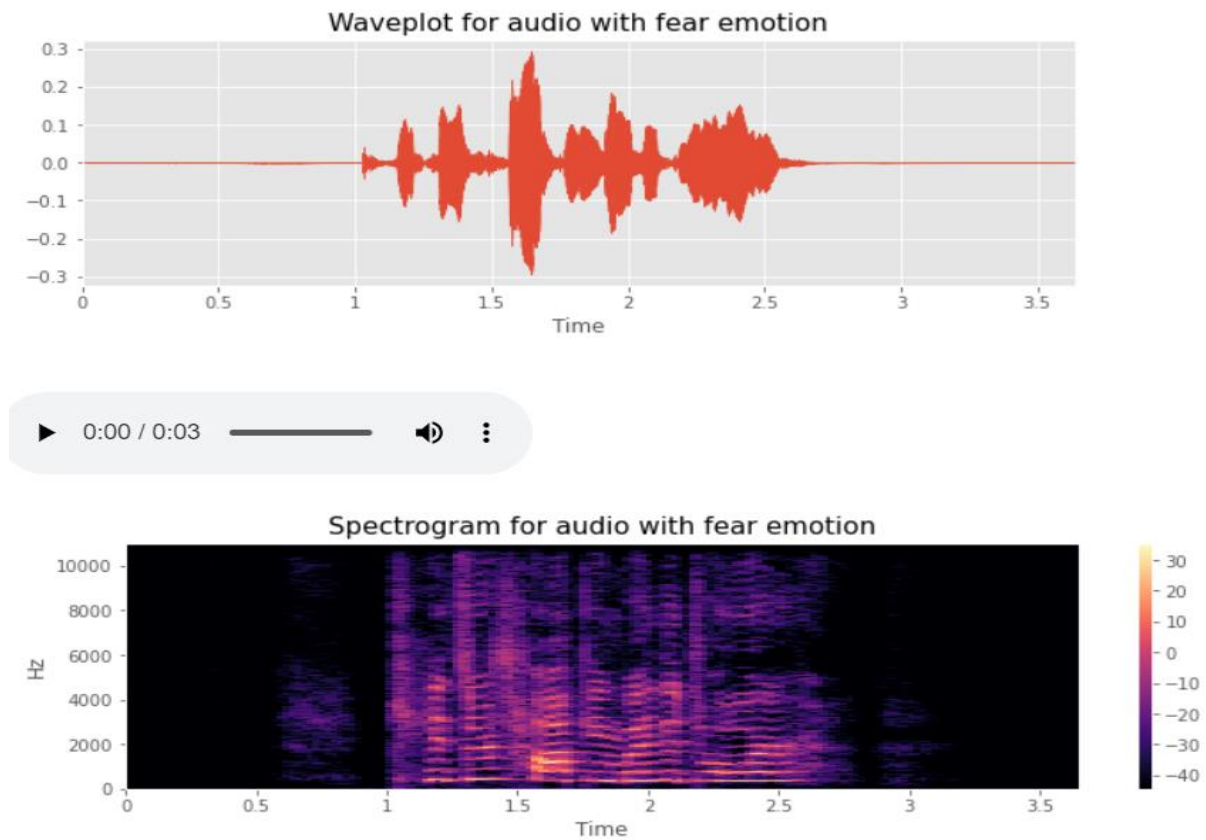 Waveplot for audio with fear emotion
0.3
0.2
0.1
0.0
−0.1
−0.2
−0.3
0 0.5 1 1.5 2 2.5 3 3.5
Time
0:00 / 0:03
Spectrogram for audio with fear emotion
10000
8000
6000
4000
2000
0
Hz
0 0.5 1 1.5 2 2.5 3 3.5
Time
30
20
10
0
−10
−20
−30
−40